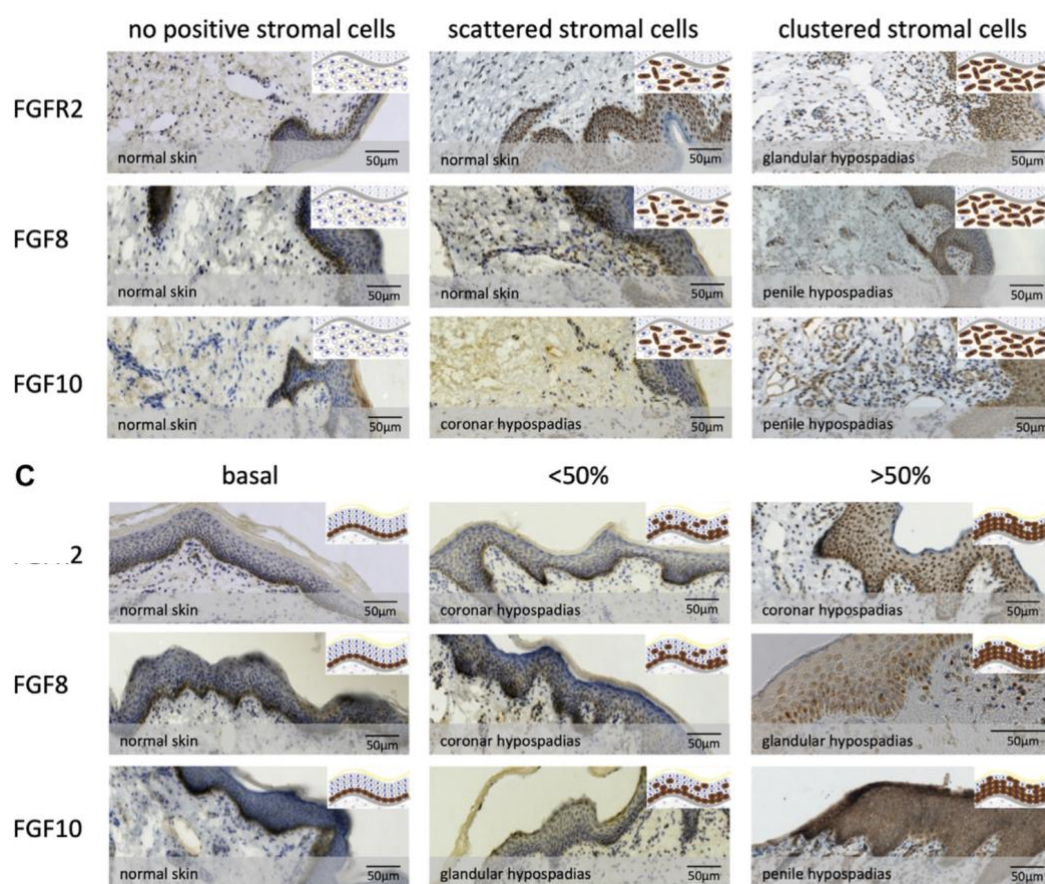 no positive stromal cells scattered stromal cells clustered stromal cells
FGFR2
normal skin 50μm normal skin 50μm glandular hypospadias 50μm
FGF8
normal skin 50μm normal skin 50μm penile hypospadias 50μm
FGF10
normal skin 50μm coronar hypospadias 50μm penile hypospadias 50μm
C basal <50% >50%
2
normal skin 50μm coronar hypospadias 50μm coronar hypospadias 50μm
FGF8
normal skin 50μm coronar hypospadias 50μm glandular hypospadias 50μm
FGF10
normal skin 50μm glandular hypospadias 50μm penile hypospadias 50μm